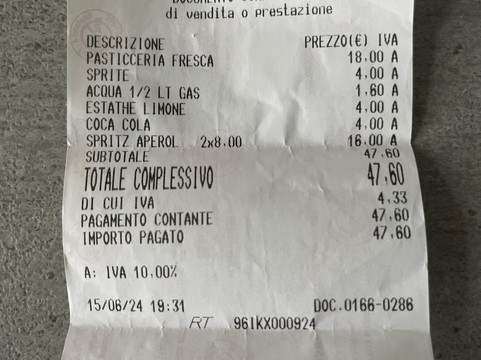 di vendita o prestazione
DESCRIZIONE PREZZO(€) IVA
PASTICCERIA FRESCA 18,00 A
SPRITE 4,00 A
ACQUA 1/2 LT GAS 1,60 A
ESTATHE LIMONE 4,00 A
COCA COLA 4,00 A
SPRITZ APEROL 2x8,00 16,00 A
SUBTOTALE 47,60
TOTALE COMPLESSIVO 47,60
DI CUI IVA 4,33
PAGAMENTO CONTANTE 47,60
IMPORTO PAGATO 47,60
A: IVA 10,00%
15/06/24 19:31 DOC.0166-0286
RT 96IKX000924